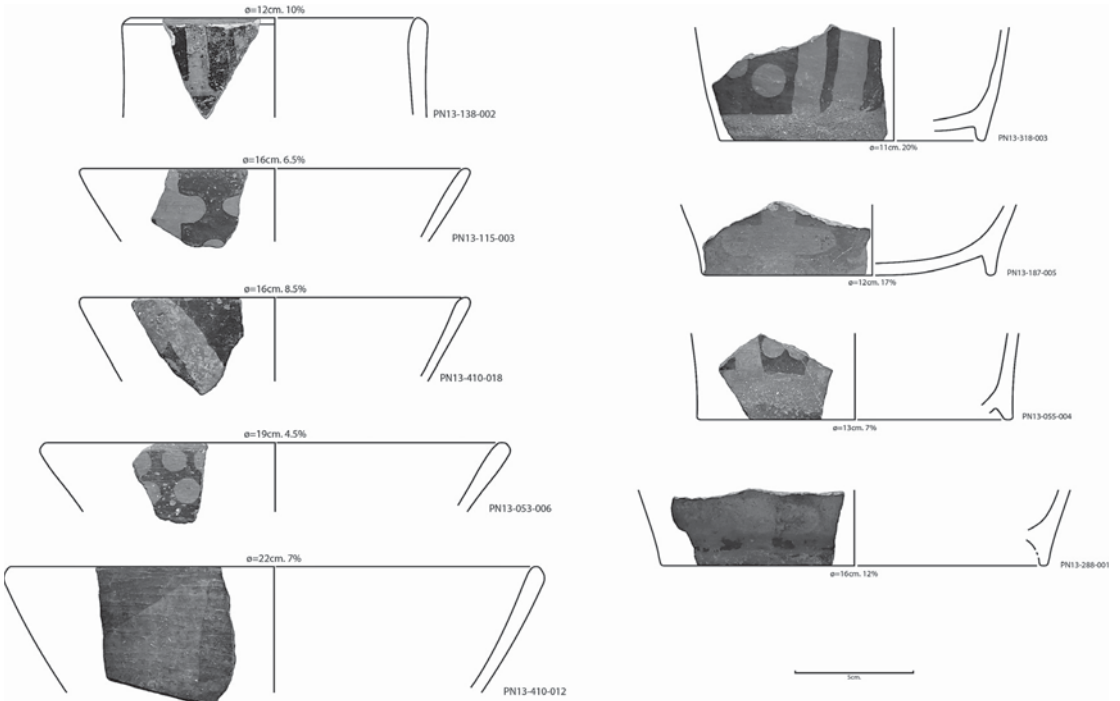 ø=12cm. 10%
PN13-138-002
ø=16cm. 6.5%
PN13-115-003
ø=16cm. 8.5%
PN13-410-018
ø=19cm. 4.5%
PN13-053-006
ø=22cm. 7%
PN13-410-012
PN13-318-003
ø=11cm. 20%
PN13-187-005
ø=12cm. 17%
PN13-055-004
ø=13cm. 7%
PN13-288-001
ø=16cm. 12%
5cm.